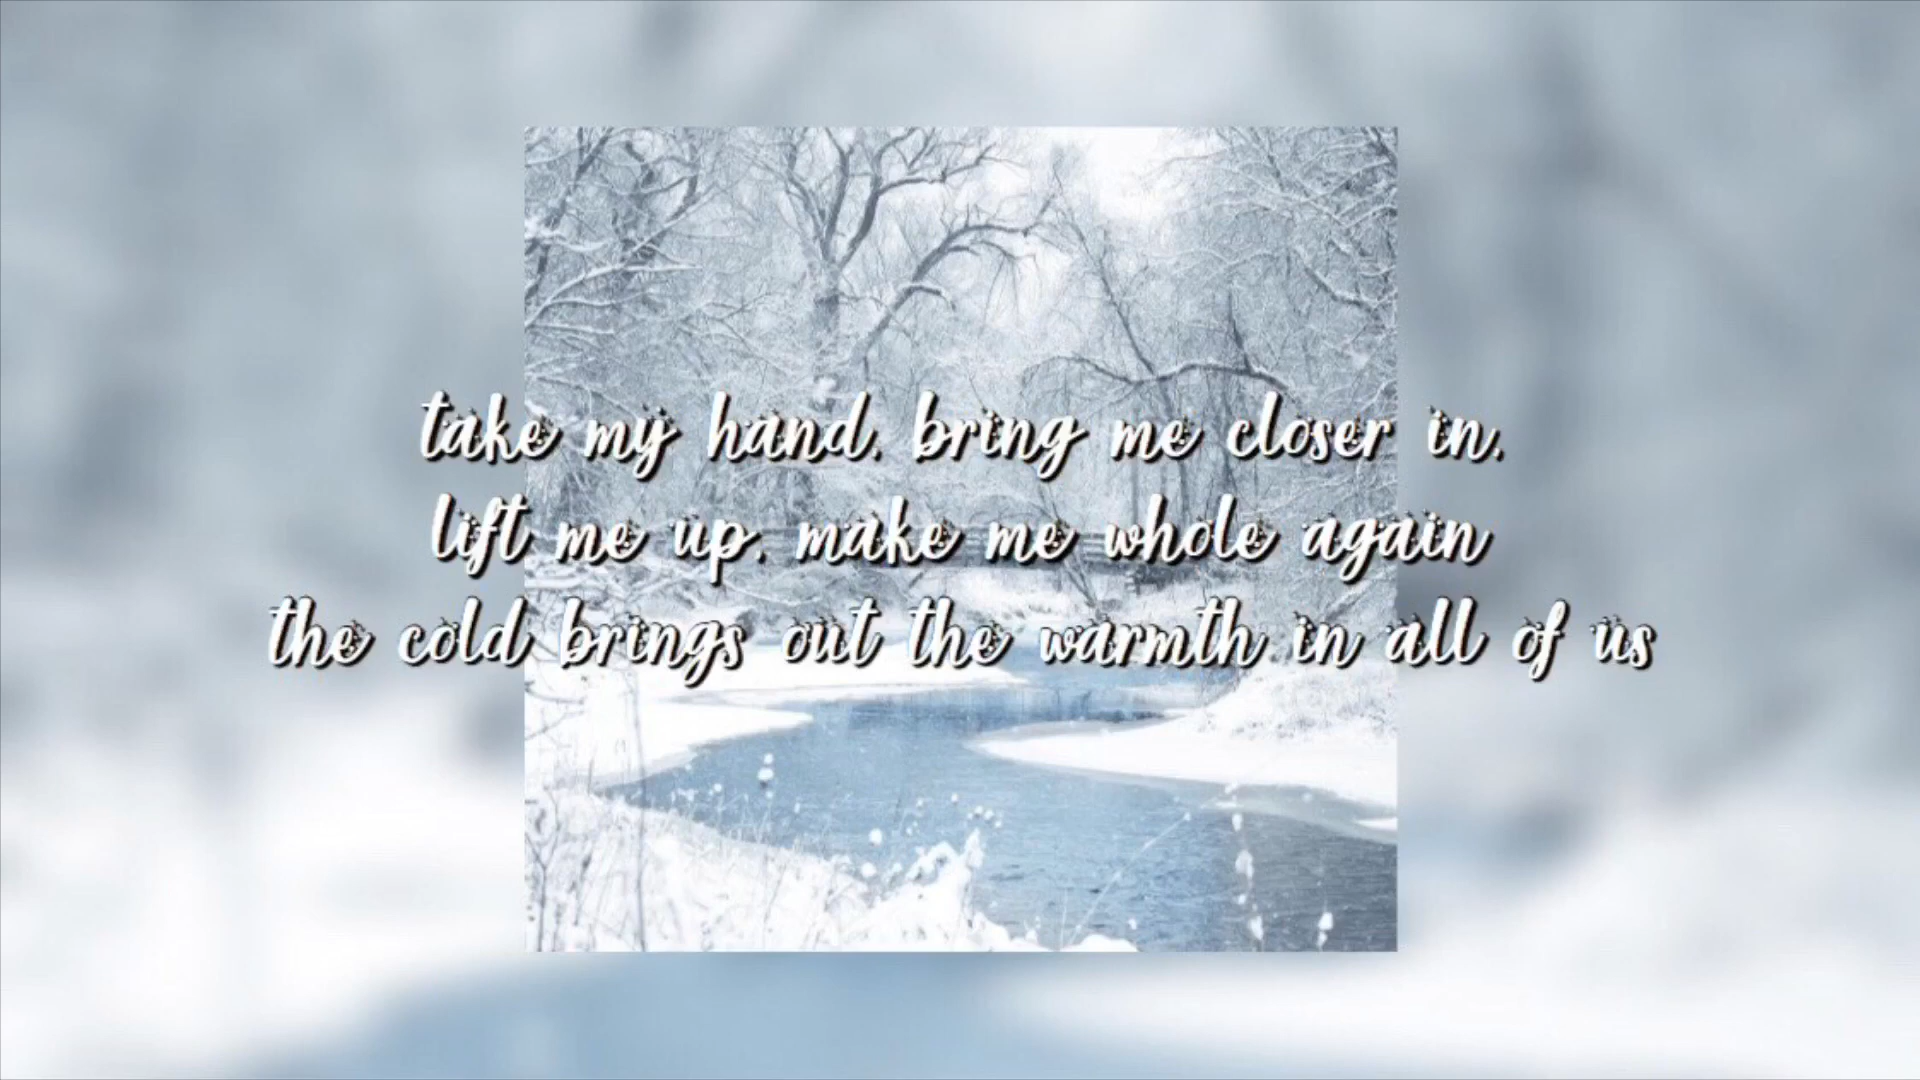 take my hand, bring me closer in,
lift me up, make me whole again
the cold brings out the warmth in all of us